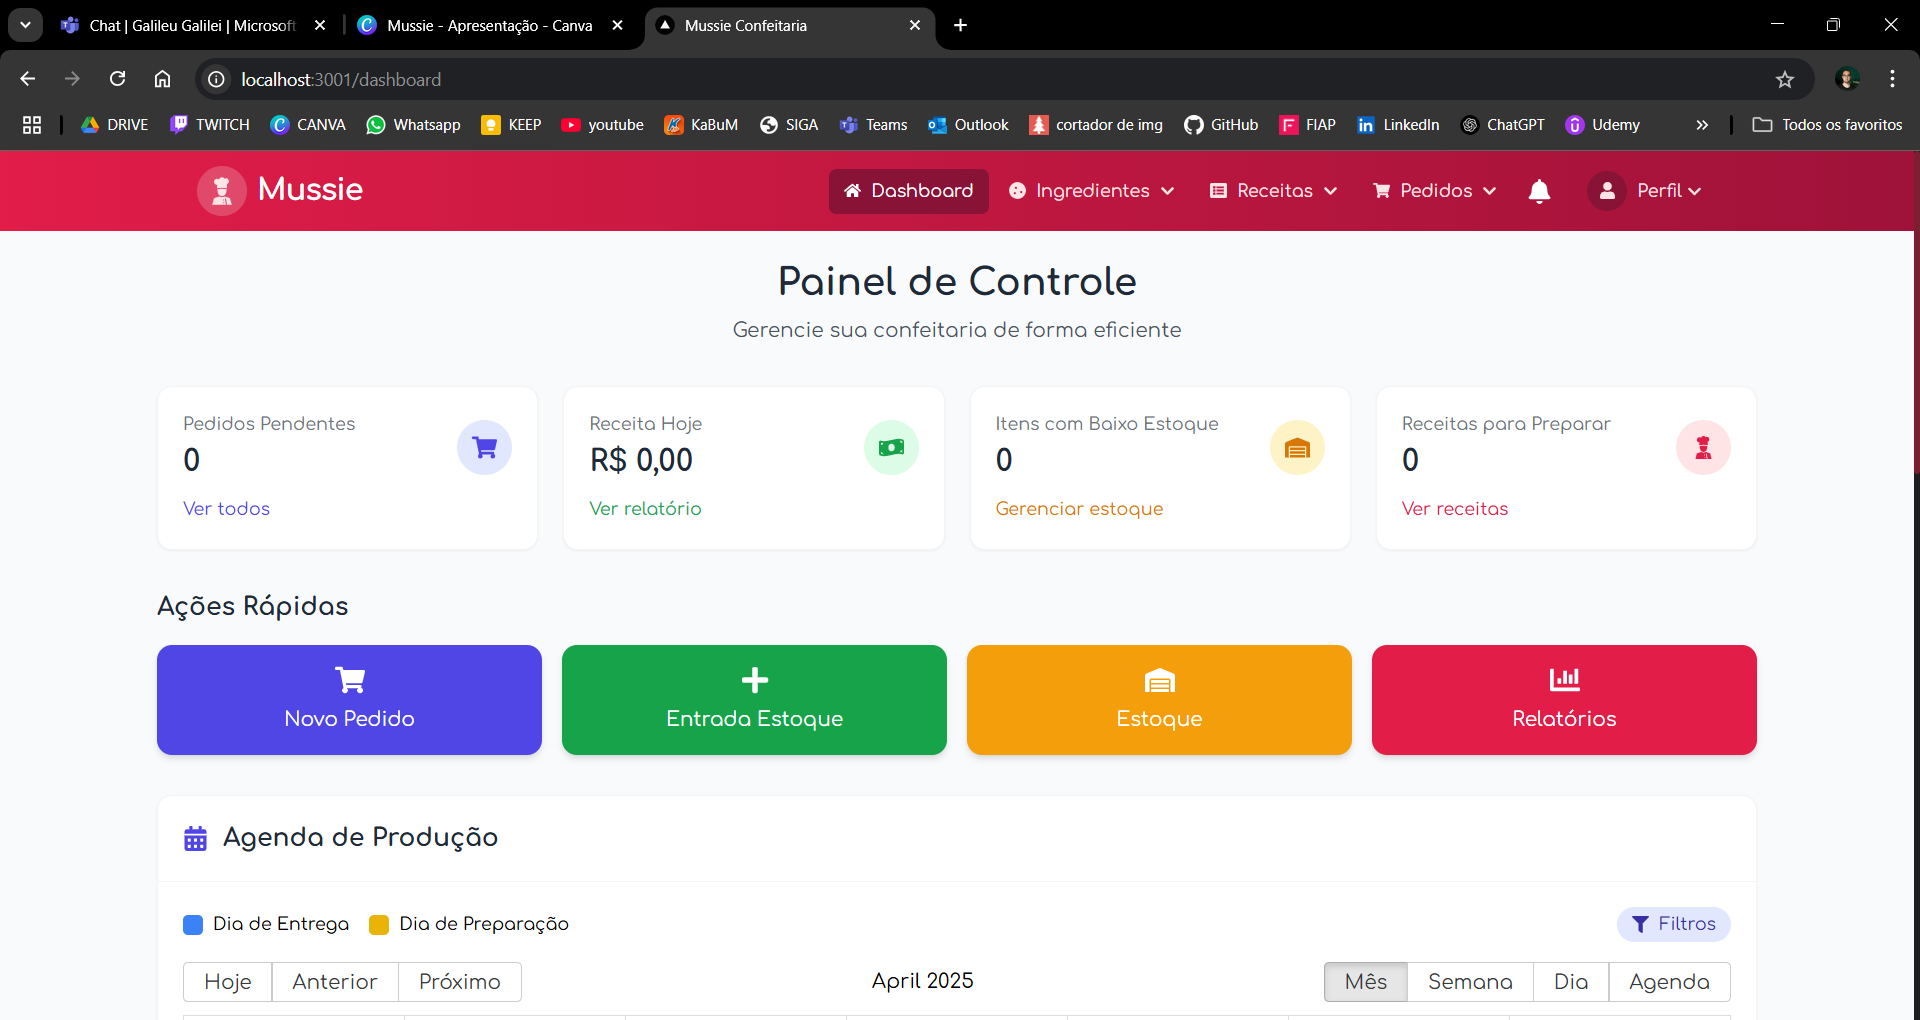 Chat | Galileu Galilei | Microsoft
Mussie - Apresentação - Canva
Mussie Confeitaria
localhost:3001/dashboard
DRIVE TWITCH CANVA Whatsapp KEEP youtube KaBuM SIGA Teams Outlook cortador de img GitHub FIAP LinkedIn ChatGPT Udemy » Todos os favoritos
Mussie Dashboard Ingredientes Receitas Pedidos Perfil
Painel de Controle
Gerencie sua confeitaria de forma eficiente
Pedidos Pendentes
0
Ver todos
Receita Hoje
R$ 0,00
Ver relatório
Itens com Baixo Estoque
0
Gerenciar estoque
Receitas para Preparar
0
Ver receitas
Ações Rápidas
Novo Pedido
Entrada Estoque
Estoque
Relatórios
Agenda de Produção
Dia de Entrega Dia de Preparação Filtros
Hoje Anterior Próximo April 2025 Mês Semana Dia Agenda